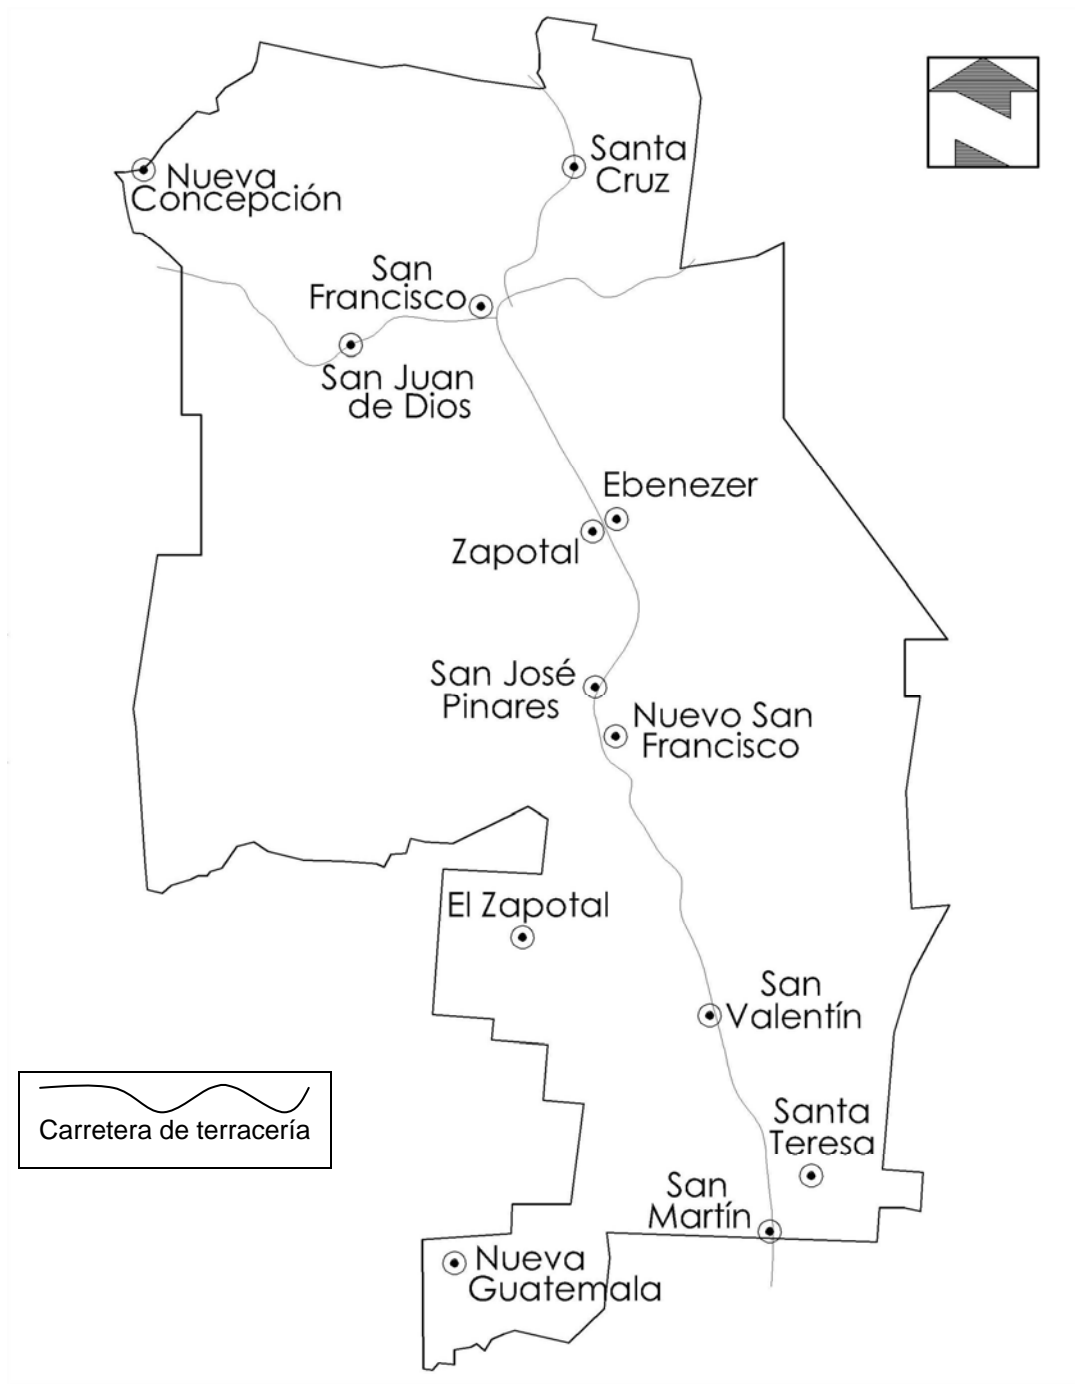 Santa
Cruz
Nueva
Concepción
San
Francisco
San Juan
de Dios
Ebenezer
Zapotal
San José
Pinares
Nuevo San
Francisco
El Zapotal
San
Valentín
Carretera de terracería
Santa
Teresa
San
Martín
Nueva
Guatemala